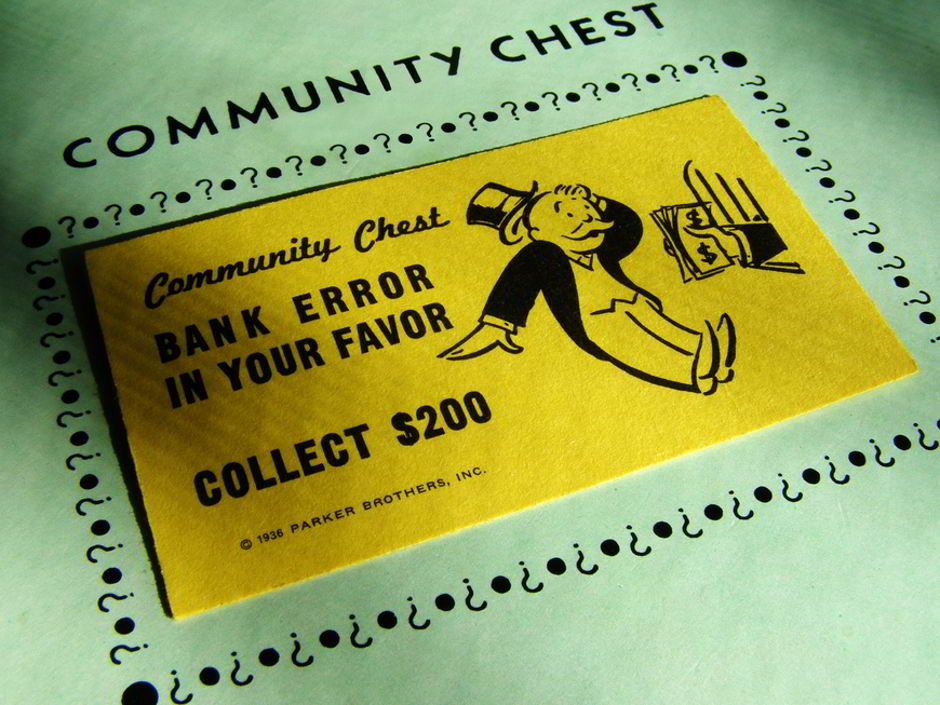 COMMUNITY CHEST
Community Chest
BANK ERROR
IN YOUR FAVOR
COLLECT $200
© 1936 PARKER BROTHERS, INC.
$
$